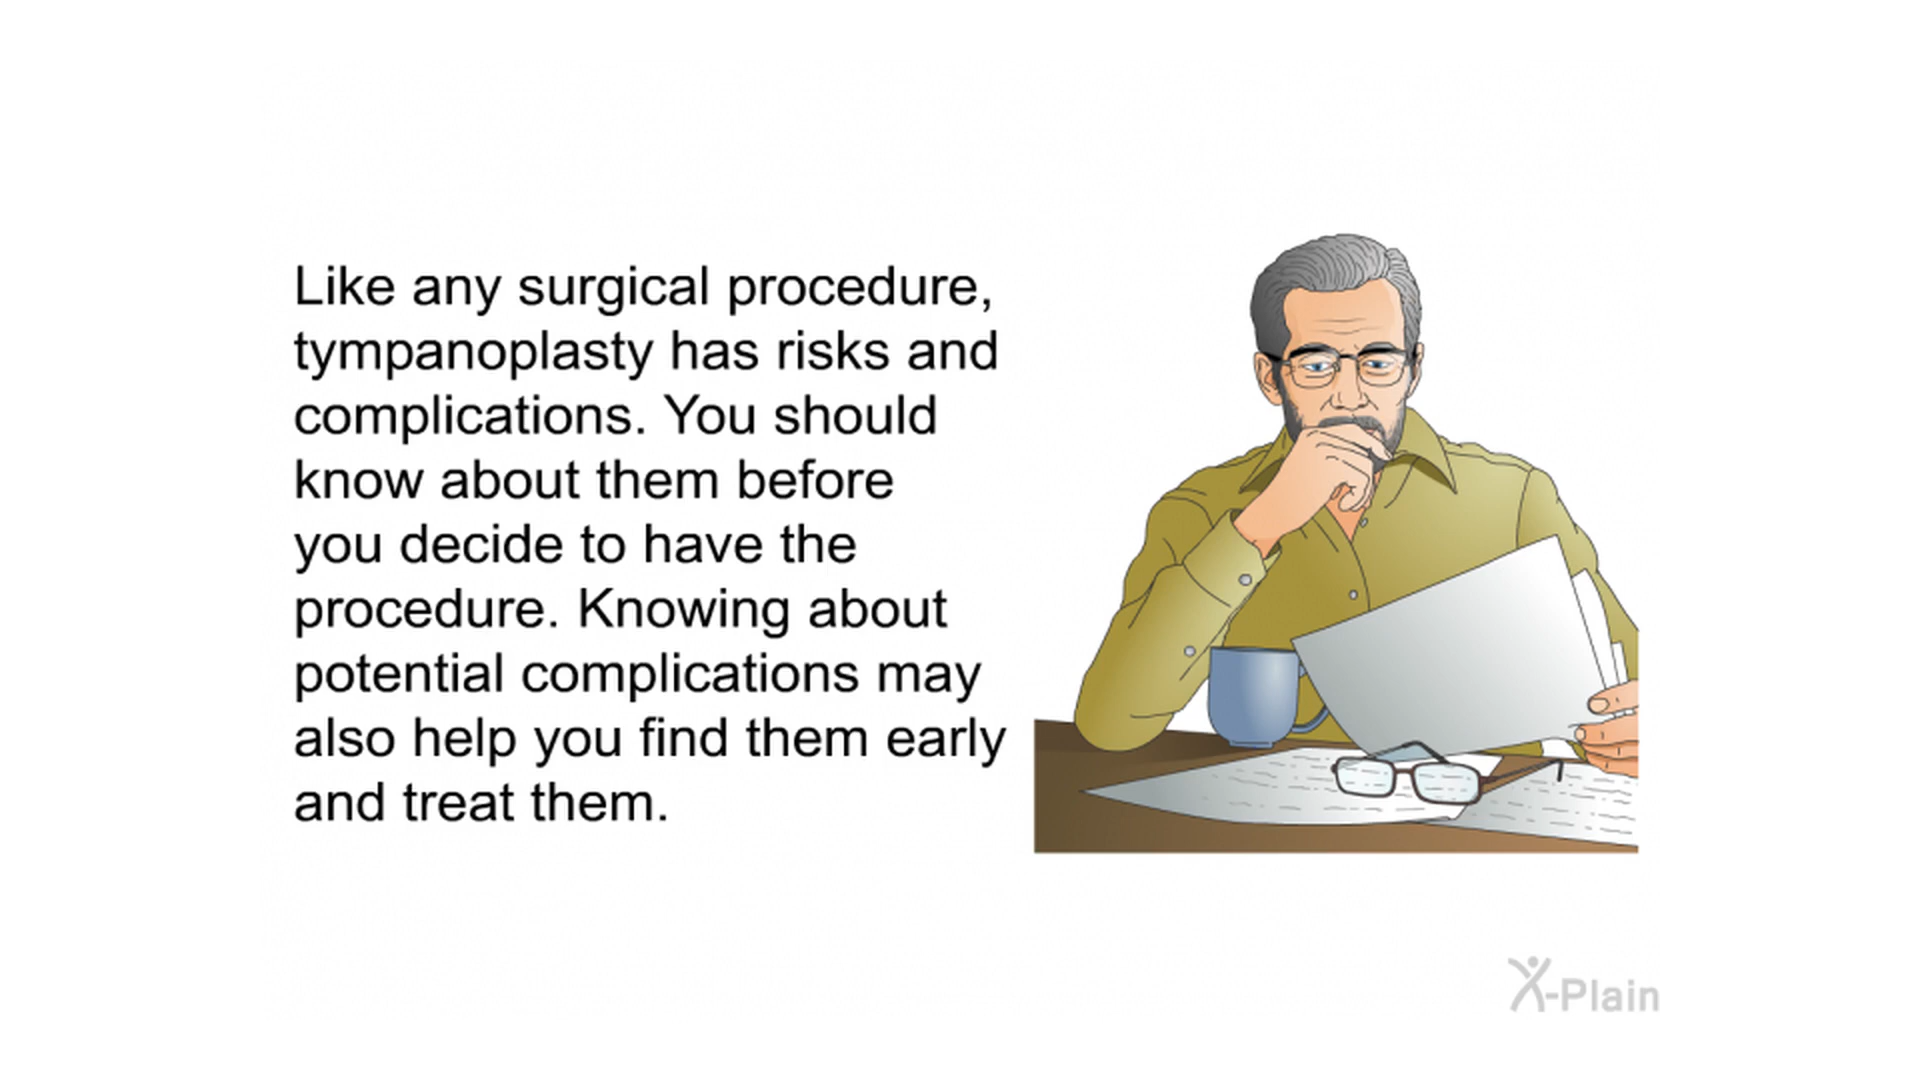 Like any surgical procedure,
tympanoplasty has risks and
complications. You should
know about them before
you decide to have the
procedure. Knowing about
potential complications may
also help you find them early
and treat them.
X-Plain